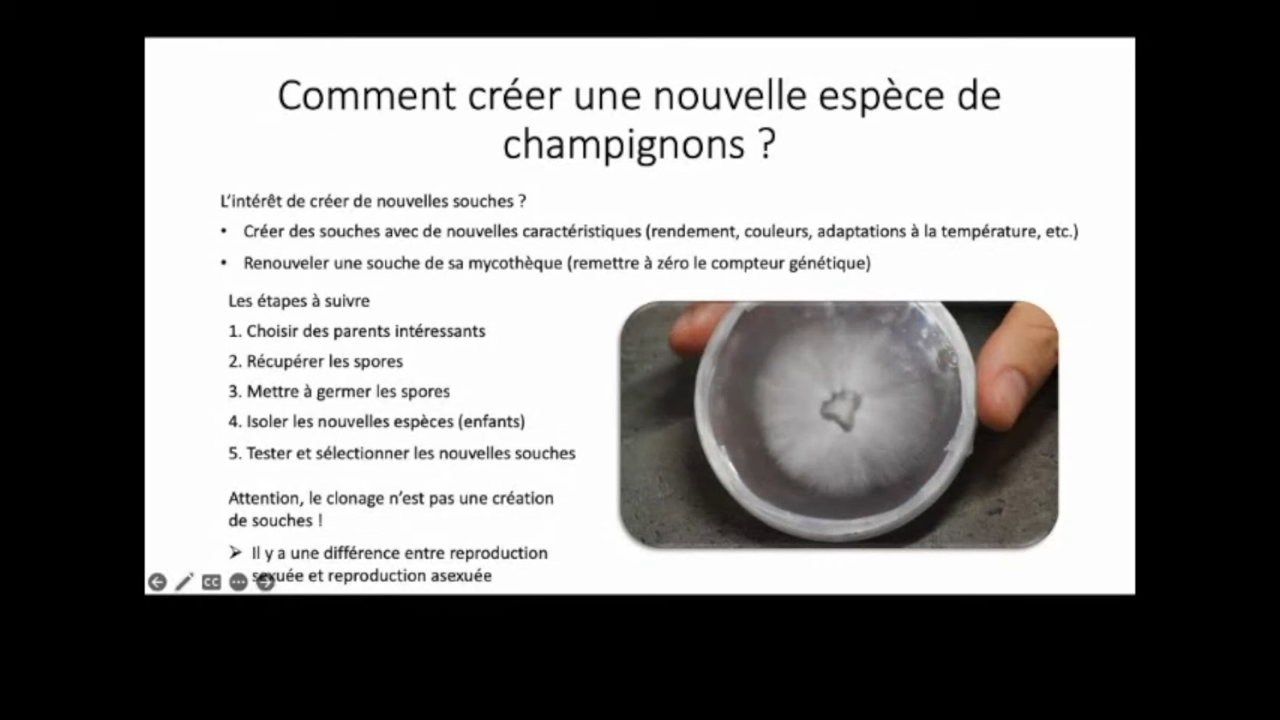 Comment créer une nouvelle espèce de
champignons ?
L'intérêt de créer de nouvelles souches ?
• Créer des souches avec de nouvelles caractéristiques (rendement, couleurs, adaptations à la température, etc.)
• Renouveler une souche de sa mycothèque (remettre à zéro le compteur génétique)
Les étapes à suivre
1. Choisir des parents intéressants
2. Récupérer les spores
3. Mettre à germer les spores
4. Isoler les nouvelles espèces (enfants)
5. Tester et sélectionner les nouvelles souches
Attention, le clonage n'est pas une création
de souches !
➢ Il y a une différence entre reproduction
sexuée et reproduction asexuée
CC